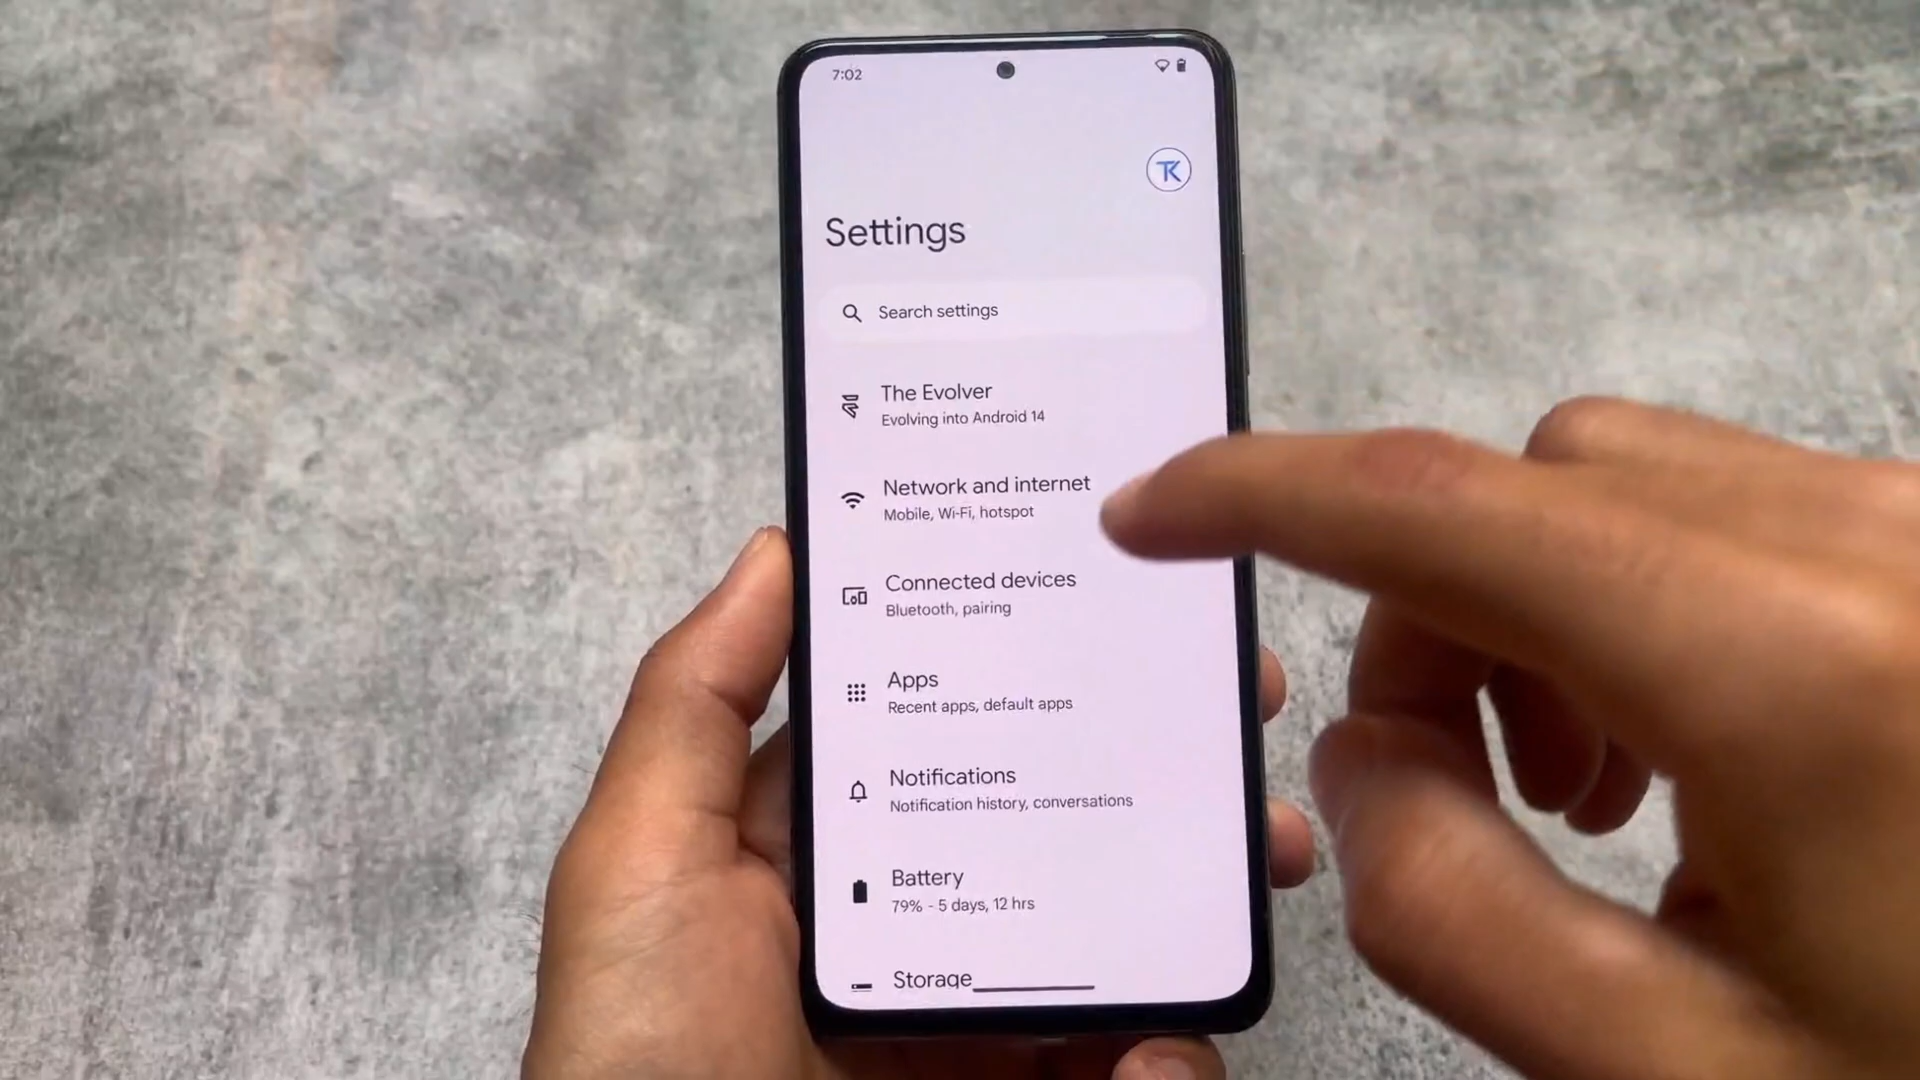 7:02
TK
Settings
Search settings
The Evolver
Evolving into Android 14
Network and internet
Mobile, Wi-Fi, hotspot
Connected devices
Bluetooth, pairing
Apps
Recent apps, default apps
Notifications
Notification history, conversations
Battery
79% - 5 days, 12 hrs
Storage